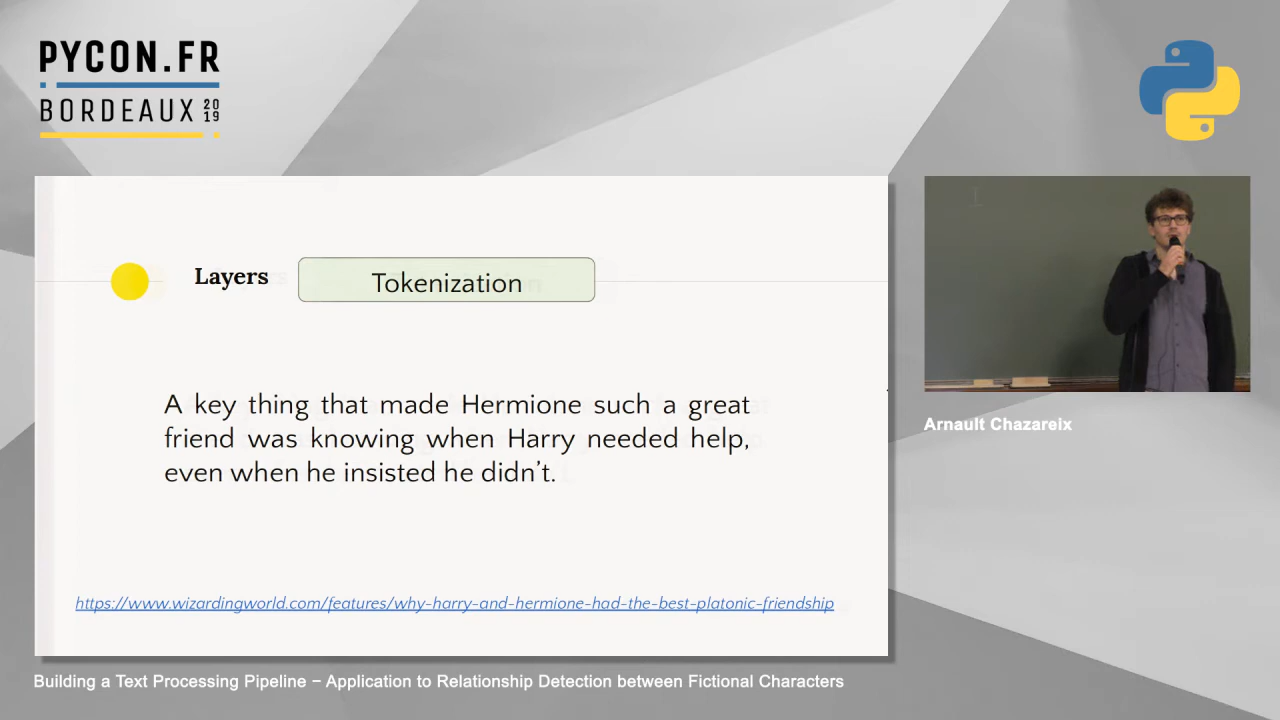 PYCON.FR
BORDEAUX 2019
Layers
Tokenization
A key thing that made Hermione such a great
friend was knowing when Harry needed help,
even when he insisted he didn’t.
https://www.wizardingworld.com/features/why-harry-and-hermione-had-the-best-platonic-friendship
Arnault Chazareix
Building a Text Processing Pipeline – Application to Relationship Detection between Fictional Characters